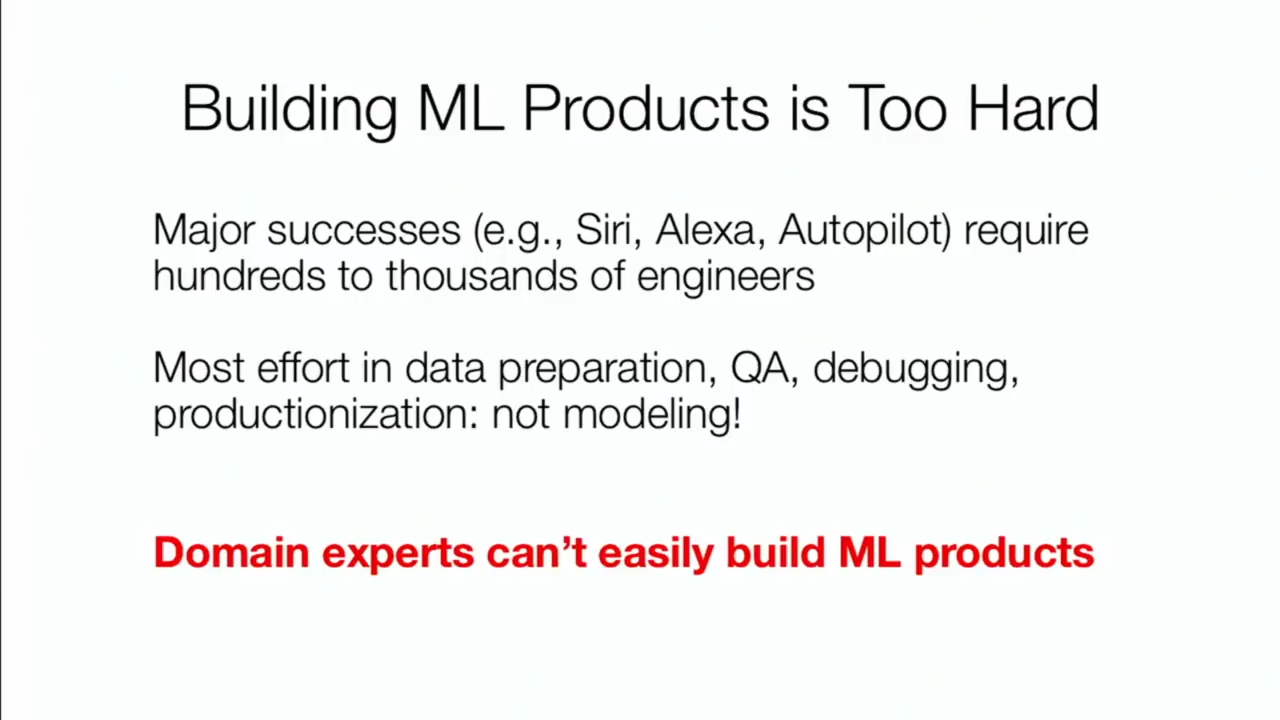 Building ML Products is Too Hard
Major successes (e.g., Siri, Alexa, Autopilot) require
hundreds to thousands of engineers
Most effort in data preparation, QA, debugging,
productionization: not modeling!
Domain experts can’t easily build ML products